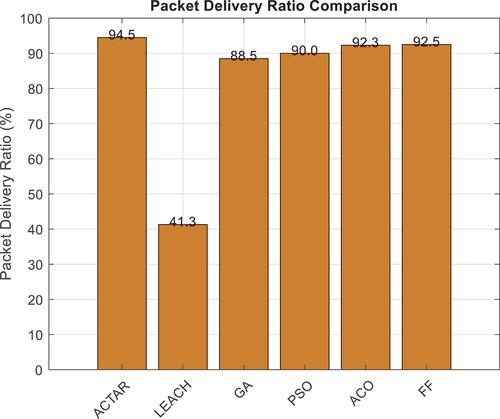 Packet Delivery Ratio Comparison
Packet Delivery Ratio (%)
100
90
80
70
60
50
40
30
20
10
0
94.5
41.3
88.5
90.0
92.3
92.5
ACTAR
LEACH
GA
PSO
ACO
FF